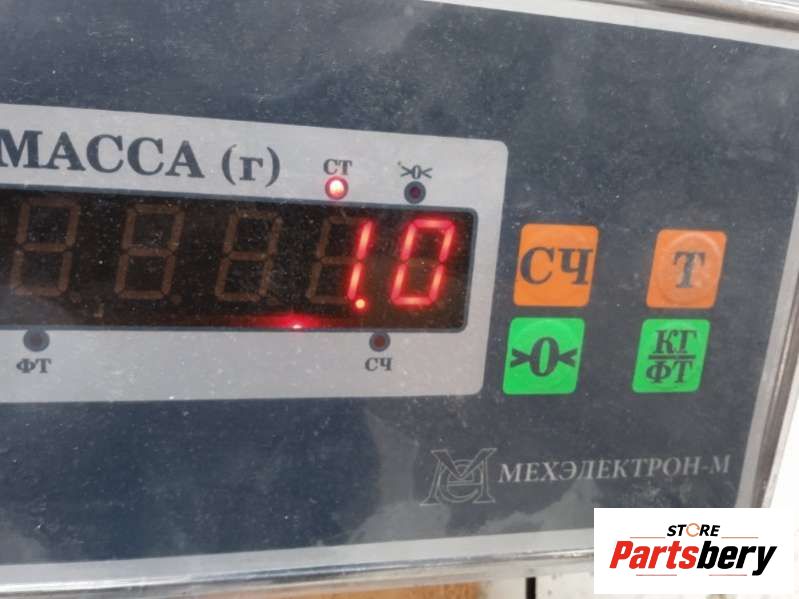 МАССА (г)
СТ >0<
1.0
ФТ СЧ
СЧ Т
>0< КГ
ФТ
МЕХЭЛЕКТРОН-М
STORE
Partsbery